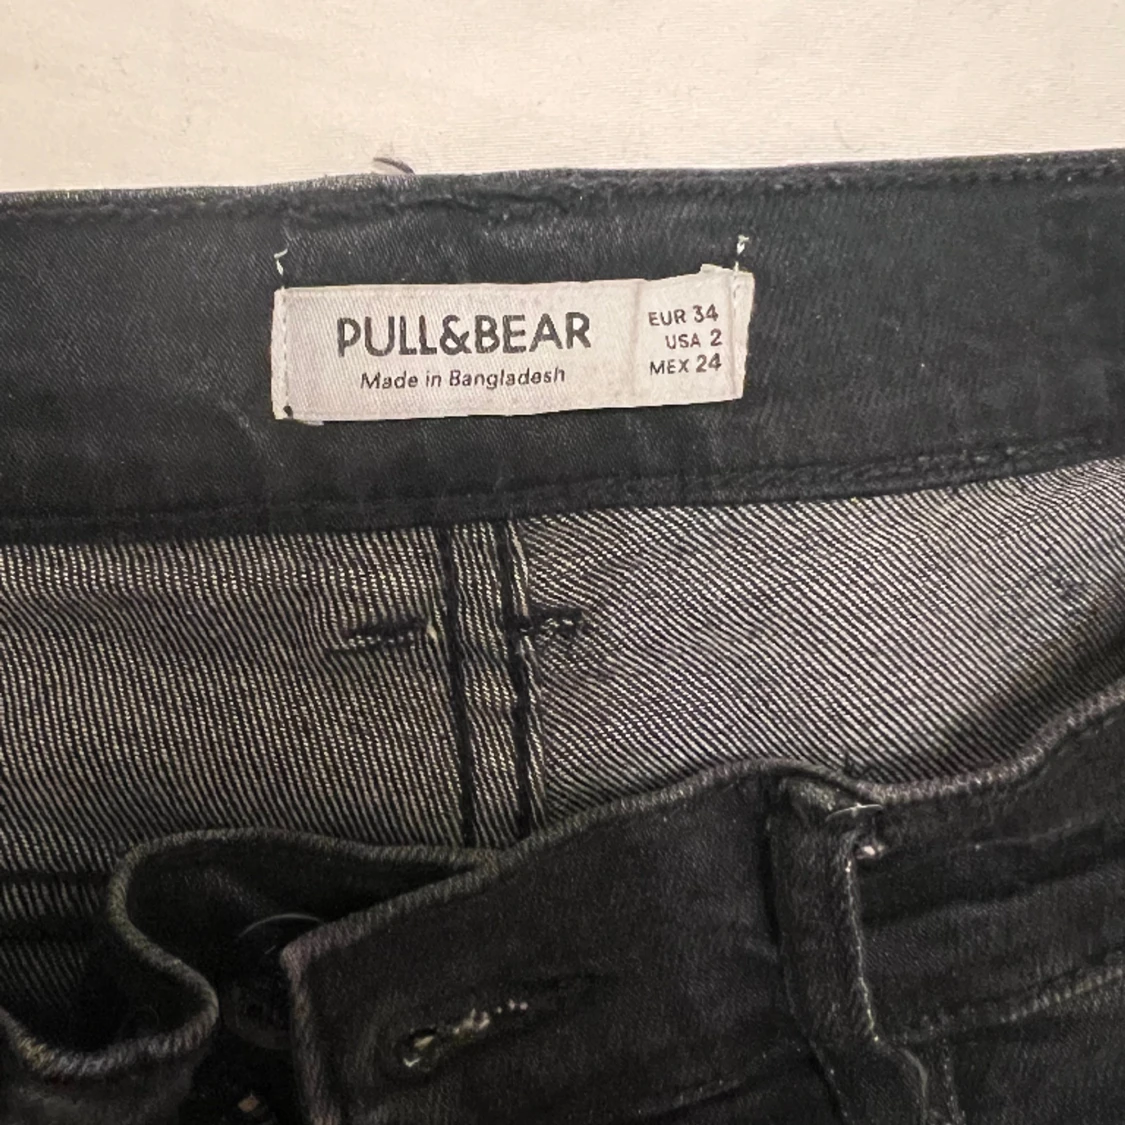 PULL&BEAR
Made in Bangladesh
EUR 34
USA 2
MEX 24